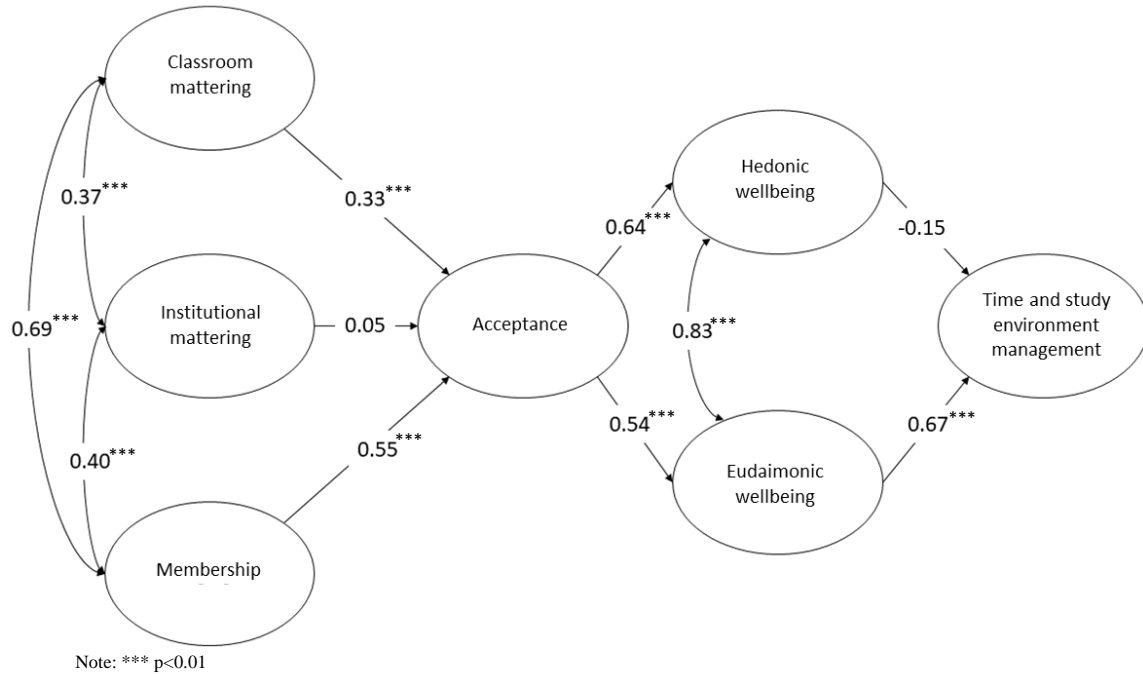 Classroom
mattering
Hedonic
wellbeing
0.37***
0.33***
0.64***
-0.15
0.69***
Institutional
mattering
0.05
Acceptance
0.83***
Time and study
environment
management
0.40***
0.55***
0.54***
0.67***
Eudaimonic
wellbeing
Membership
Note: *** p<0.01